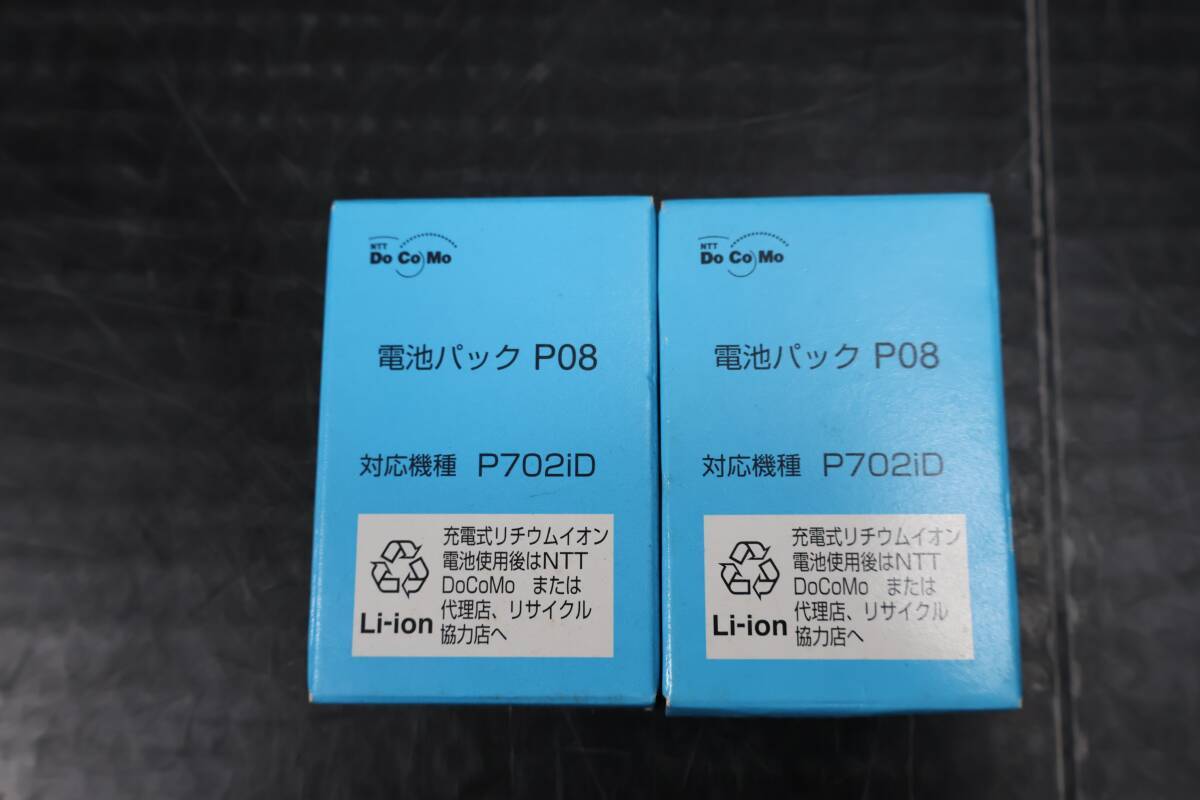 NTT
DoCoMo
電池パック P08
対応機種 P702iD
充電式リチウムイオン
電池使用後はNTT
DoCoMo または
代理店、リサイクル
協力店へ
Li-ion
NTT
DoCoMo
電池パック P08
対応機種 P702iD
充電式リチウムイオン
電池使用後はNTT
DoCoMo または
代理店、リサイクル
協力店へ
Li-ion